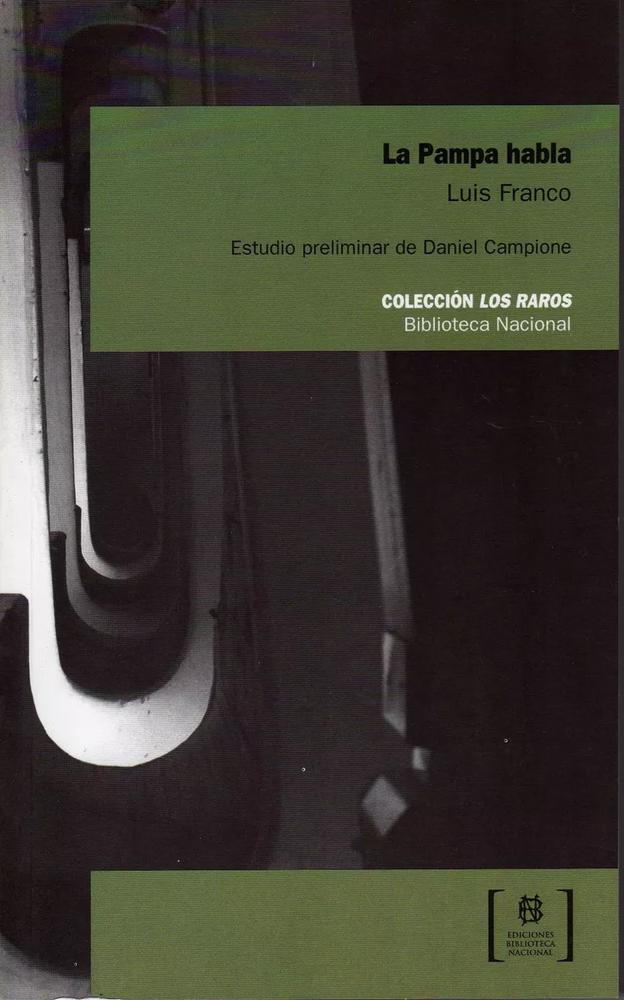 La Pampa habla
Luis Franco
Estudio preliminar de Daniel Campione
COLECCIÓN LOS RAROS
Biblioteca Nacional
EDICIONES
BIBLIOTECA
NACIONAL